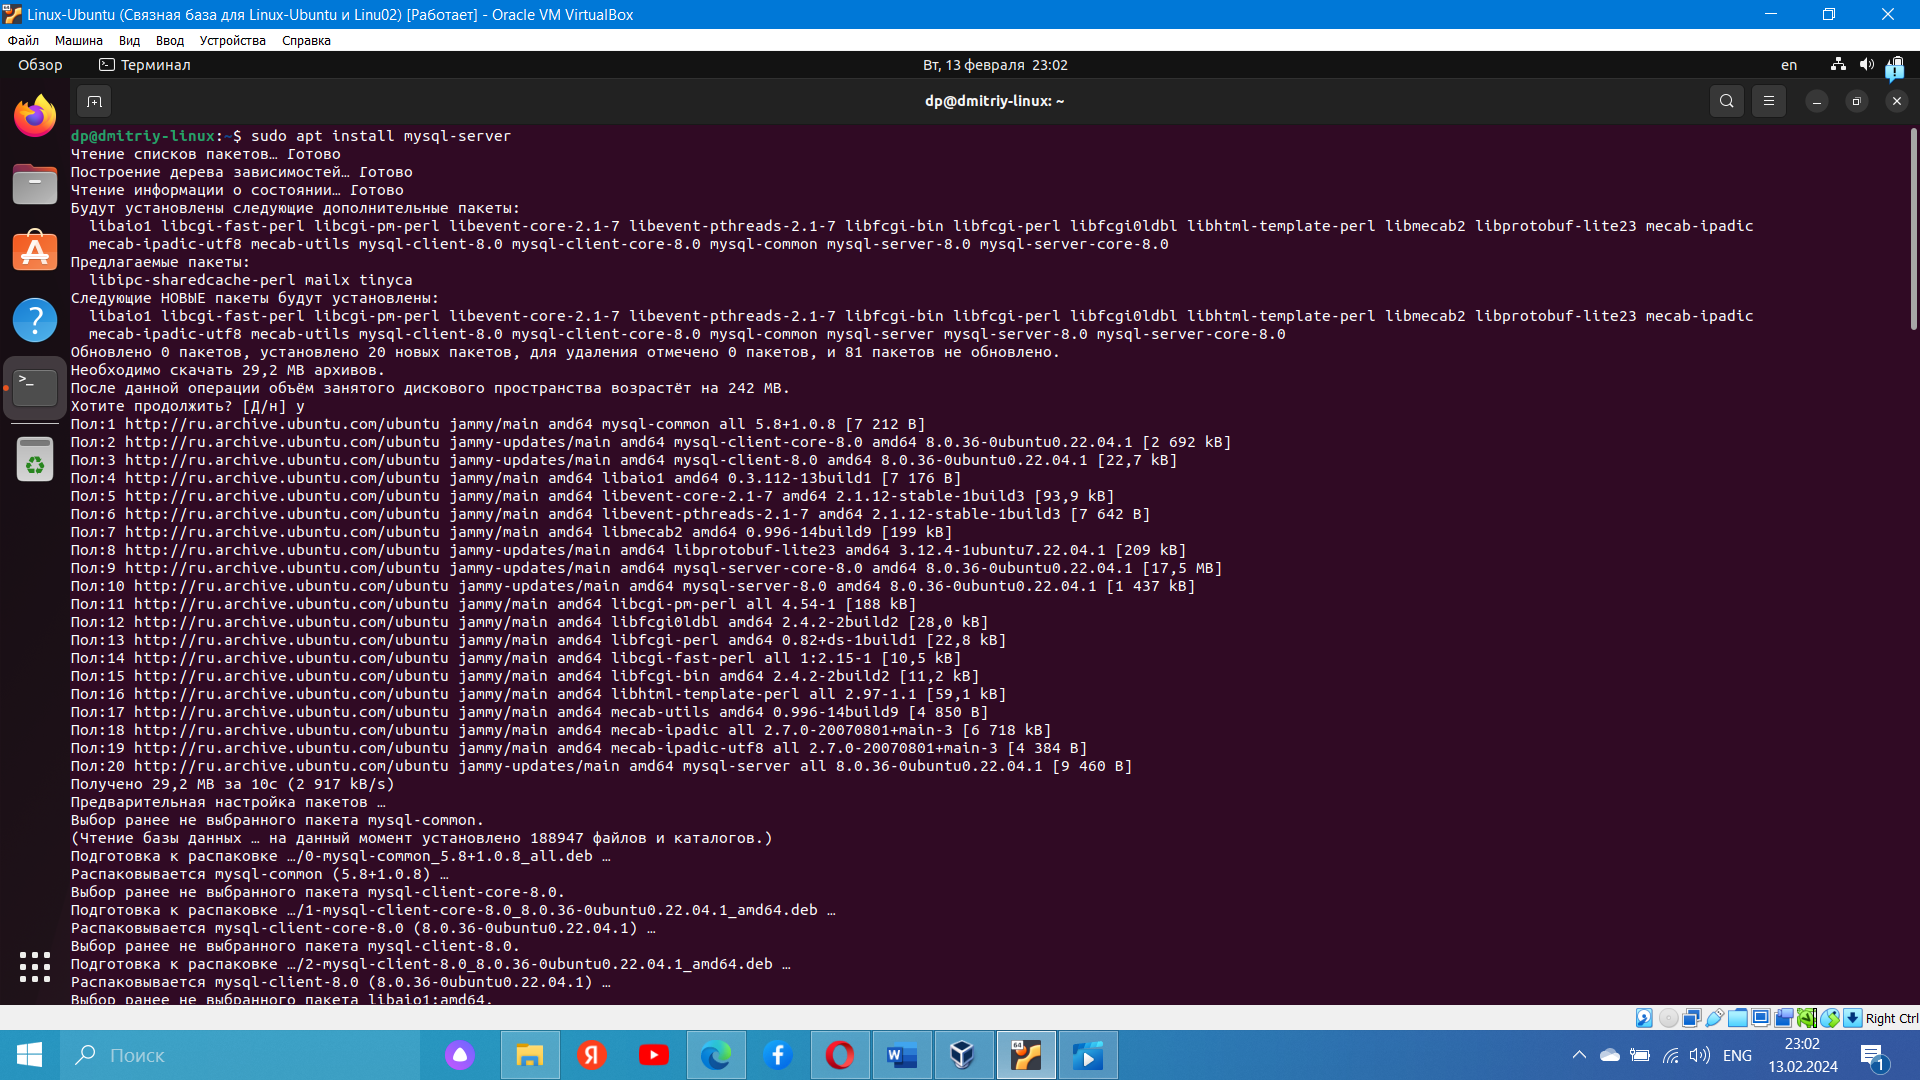 Linux-Ubuntu (Связная база для Linux-Ubuntu и Linu02) [Работает] - Oracle VM VirtualBox
Файл Машина Вид Ввод Устройства Справка
Обзор Терминал Вт, 13 февраля 23:02 en
dp@dmitriy-linux: ~
dp@dmitriy-linux:~$ sudo apt install mysql-server
Чтение списков пакетов… Готово
Построение дерева зависимостей… Готово
Чтение информации о состоянии… Готово
Будут установлены следующие дополнительные пакеты:
libaio1 libcgi-fast-perl libcgi-pm-perl libevent-core-2.1-7 libevent-pthreads-2.1-7 libfcgi-bin libfcgi-perl libfcgi0ldbl libhtml-template-perl libmecab2 libprotobuf-lite23 mecab-ipadic
mecab-ipadic-utf8 mecab-utils mysql-client-8.0 mysql-client-core-8.0 mysql-common mysql-server-8.0 mysql-server-core-8.0
Предлагаемые пакеты:
libipc-sharedcache-perl mailx tinyca
Следующие НОВЫЕ пакеты будут установлены:
libaio1 libcgi-fast-perl libcgi-pm-perl libevent-core-2.1-7 libevent-pthreads-2.1-7 libfcgi-bin libfcgi-perl libfcgi0ldbl libhtml-template-perl libmecab2 libprotobuf-lite23 mecab-ipadic
mecab-ipadic-utf8 mecab-utils mysql-client-8.0 mysql-client-core-8.0 mysql-common mysql-server mysql-server-8.0 mysql-server-core-8.0
Обновлено 0 пакетов, установлено 20 новых пакетов, для удаления отмечено 0 пакетов, и 81 пакетов не обновлено.
Необходимо скачать 29,2 MB архивов.
После данной операции объём занятого дискового пространства возрастёт на 242 MB.
Хотите продолжить? [Д/н] y
Пол:1 http://ru.archive.ubuntu.com/ubuntu jammy/main amd64 mysql-common all 5.8+1.0.8 [7 212 B]
Пол:2 http://ru.archive.ubuntu.com/ubuntu jammy-updates/main amd64 mysql-client-core-8.0 amd64 8.0.36-0ubuntu0.22.04.1 [2 692 kB]
Пол:3 http://ru.archive.ubuntu.com/ubuntu jammy-updates/main amd64 mysql-client-8.0 amd64 8.0.36-0ubuntu0.22.04.1 [22,7 kB]
Пол:4 http://ru.archive.ubuntu.com/ubuntu jammy/main amd64 libaio1 amd64 0.3.112-13build1 [7 176 B]
Пол:5 http://ru.archive.ubuntu.com/ubuntu jammy/main amd64 libevent-core-2.1-7 amd64 2.1.12-stable-1build3 [93,9 kB]
Пол:6 http://ru.archive.ubuntu.com/ubuntu jammy/main amd64 libevent-pthreads-2.1-7 amd64 2.1.12-stable-1build3 [7 642 B]
Пол:7 http://ru.archive.ubuntu.com/ubuntu jammy/main amd64 libmecab2 amd64 0.996-14build9 [199 kB]
Пол:8 http://ru.archive.ubuntu.com/ubuntu jammy-updates/main amd64 libprotobuf-lite23 amd64 3.12.4-1ubuntu7.22.04.1 [209 kB]
Пол:9 http://ru.archive.ubuntu.com/ubuntu jammy-updates/main amd64 mysql-server-core-8.0 amd64 8.0.36-0ubuntu0.22.04.1 [17,5 MB]
Пол:10 http://ru.archive.ubuntu.com/ubuntu jammy-updates/main amd64 mysql-server-8.0 amd64 8.0.36-0ubuntu0.22.04.1 [1 437 kB]
Пол:11 http://ru.archive.ubuntu.com/ubuntu jammy/main amd64 libcgi-pm-perl all 4.54-1 [188 kB]
Пол:12 http://ru.archive.ubuntu.com/ubuntu jammy/main amd64 libfcgi0ldbl amd64 2.4.2-2build2 [28,0 kB]
Пол:13 http://ru.archive.ubuntu.com/ubuntu jammy/main amd64 libfcgi-perl amd64 0.82+ds-1build1 [22,8 kB]
Пол:14 http://ru.archive.ubuntu.com/ubuntu jammy/main amd64 libcgi-fast-perl all 1:2.15-1 [10,5 kB]
Пол:15 http://ru.archive.ubuntu.com/ubuntu jammy/main amd64 libfcgi-bin amd64 2.4.2-2build2 [11,2 kB]
Пол:16 http://ru.archive.ubuntu.com/ubuntu jammy/main amd64 libhtml-template-perl all 2.97-1.1 [59,1 kB]
Пол:17 http://ru.archive.ubuntu.com/ubuntu jammy/main amd64 mecab-utils amd64 0.996-14build9 [4 850 B]
Пол:18 http://ru.archive.ubuntu.com/ubuntu jammy/main amd64 mecab-ipadic all 2.7.0-20070801+main-3 [6 718 kB]
Пол:19 http://ru.archive.ubuntu.com/ubuntu jammy/main amd64 mecab-ipadic-utf8 all 2.7.0-20070801+main-3 [4 384 B]
Пол:20 http://ru.archive.ubuntu.com/ubuntu jammy-updates/main amd64 mysql-server all 8.0.36-0ubuntu0.22.04.1 [9 460 B]
Получено 29,2 MB за 10с (2 917 kB/s)
Предварительная настройка пакетов …
Выбор ранее не выбранного пакета mysql-common.
(Чтение базы данных … на данный момент установлено 188947 файлов и каталогов.)
Подготовка к распаковке …/0-mysql-common_5.8+1.0.8_all.deb …
Распаковывается mysql-common (5.8+1.0.8) …
Выбор ранее не выбранного пакета mysql-client-core-8.0.
Подготовка к распаковке …/1-mysql-client-core-8.0_8.0.36-0ubuntu0.22.04.1_amd64.deb …
Распаковывается mysql-client-core-8.0 (8.0.36-0ubuntu0.22.04.1) …
Выбор ранее не выбранного пакета mysql-client-8.0.
Подготовка к распаковке …/2-mysql-client-8.0_8.0.36-0ubuntu0.22.04.1_amd64.deb …
Распаковывается mysql-client-8.0 (8.0.36-0ubuntu0.22.04.1) …
Выбор ранее не выбранного пакета libaio1:amd64.
Right Ctrl
Поиск
ENG
23:02
13.02.2024
1